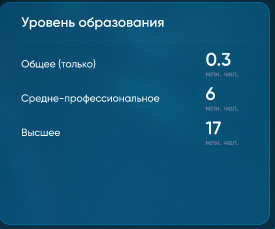 Уровень образования
Общее (только)
0.3
млн. чел.
Средне-профессиональное
6
млн. чел.
Высшее
17
млн. чел.